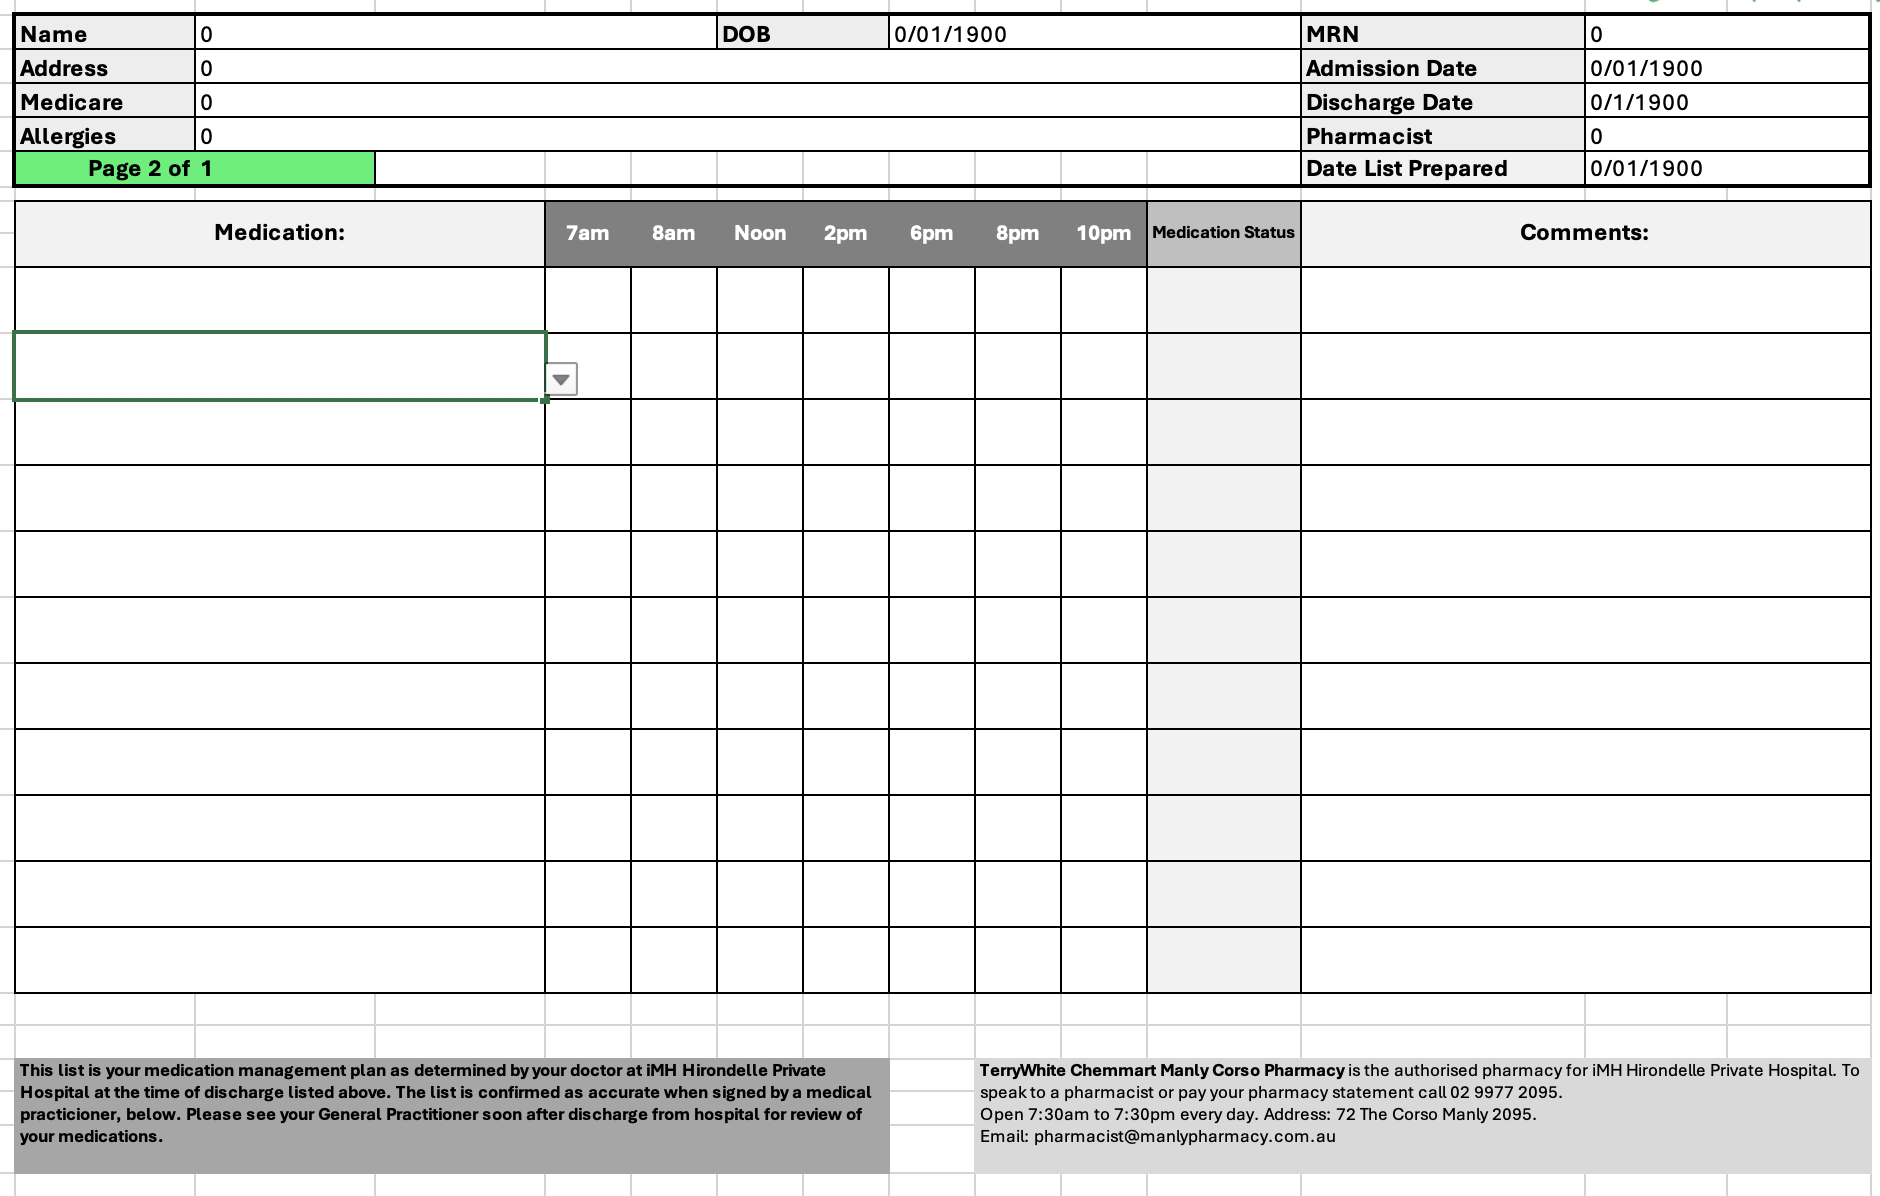 Name 0 DOB 0/01/1900 MRN 0
Address 0 Admission Date 0/01/1900
Medicare 0 Discharge Date 0/1/1900
Allergies 0 Pharmacist 0
Page 2 of 1 Date List Prepared 0/01/1900
Medication: 7am 8am Noon 2pm 6pm 8pm 10pm Medication Status Comments:
This list is your medication management plan as determined by your doctor at iMH Hirondelle Private
Hospital at the time of discharge listed above. The list is confirmed as accurate when signed by a medical
practicioner, below. Please see your General Practitioner soon after discharge from hospital for review of
your medications.
TerryWhite Chemmart Manly Corso Pharmacy is the authorised pharmacy for iMH Hirondelle Private Hospital. To
speak to a pharmacist or pay your pharmacy statement call 02 9977 2095.
Open 7:30am to 7:30pm every day. Address: 72 The Corso Manly 2095.
Email: pharmacist@manlypharmacy.com.au